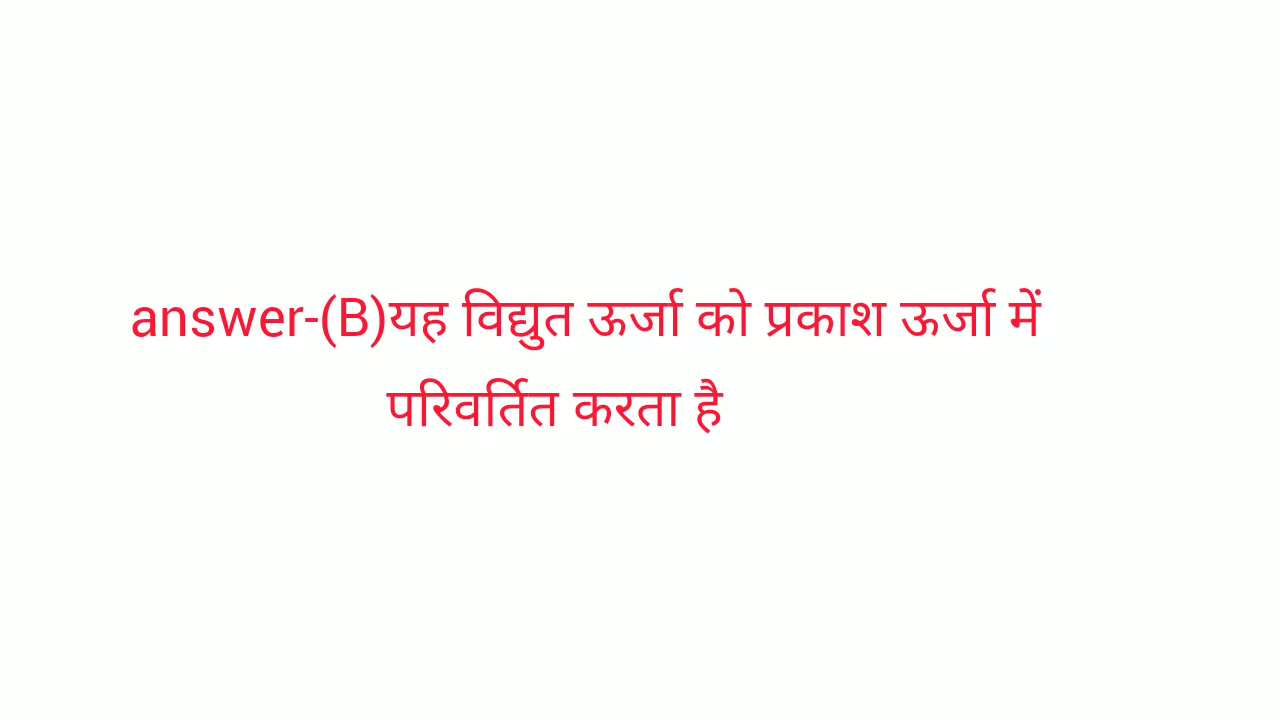 answer-(B)यह विद्युत ऊर्जा को प्रकाश ऊर्जा में
परिवर्तित करता है